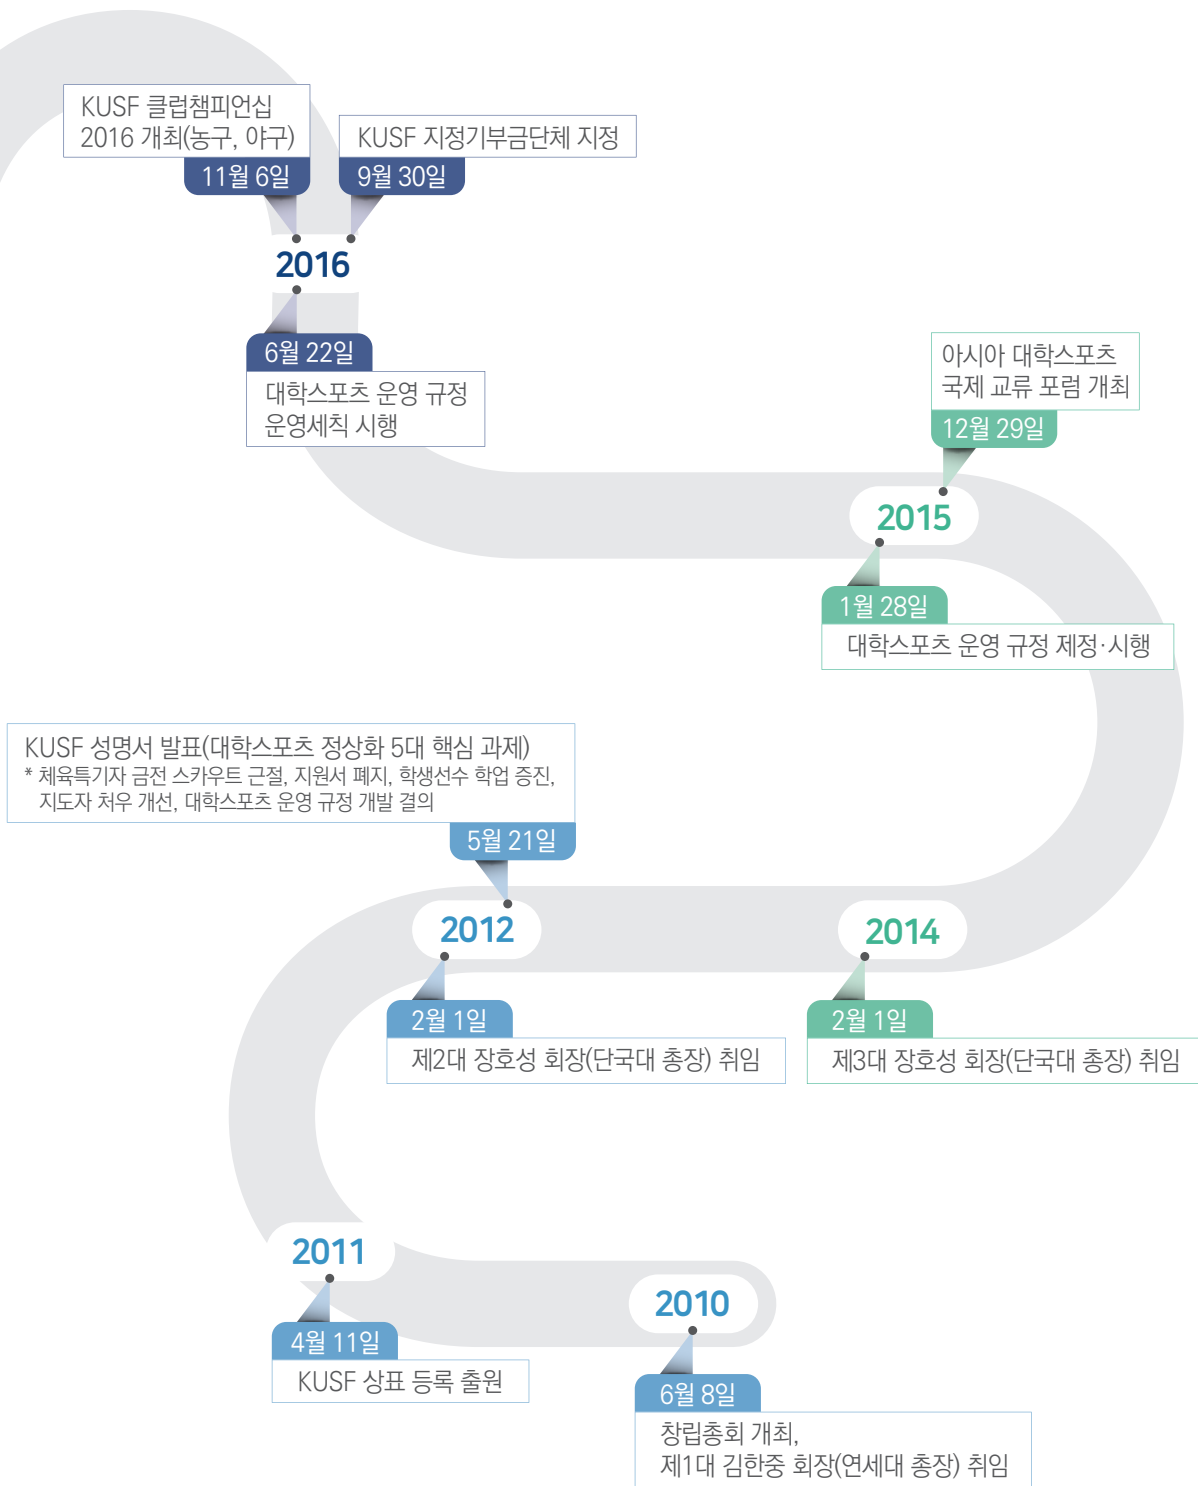 KUSF 클럽챔피언십
2016 개최(농구, 야구)
11월 6일
KUSF 지정기부금단체 지정
9월 30일
2016
6월 22일
대학스포츠 운영 규정
운영세칙 시행
아시아 대학스포츠
국제 교류 포럼 개최
12월 29일
2015
1월 28일
대학스포츠 운영 규정 제정·시행
KUSF 성명서 발표(대학스포츠 정상화 5대 핵심 과제)
* 체육특기자 금전 스카우트 근절, 지원서 폐지, 학생선수 학업 증진,
지도자 처우 개선, 대학스포츠 운영 규정 개발 결의
5월 21일
2012
2월 1일
제2대 장호성 회장(단국대 총장) 취임
2014
2월 1일
제3대 장호성 회장(단국대 총장) 취임
2011
4월 11일
KUSF 상표 등록 출원
2010
6월 8일
창립총회 개최,
제1대 김한중 회장(연세대 총장) 취임